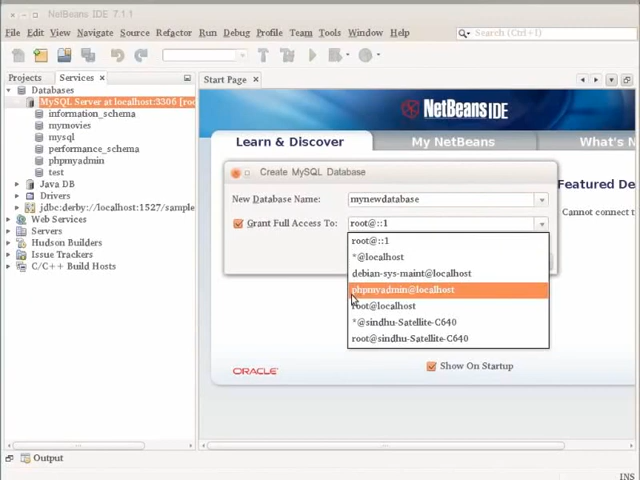 NetBeans IDE 7.1.1
File Edit View Navigate Source Refactor Run Debug Profile Team Tools Window Help
Search (Ctrl+I)
Projects Services
Start Page
Databases
MySQL Server at localhost:3306 [roo
information_schema
mymovies
mysql
performance_schema
phpmyadmin
test
Java DB
Drivers
jdbc:derby://localhost:1527/sample
Web Services
Servers
Hudson Builders
Issue Trackers
C/C++ Build Hosts
NetBeans IDE
Learn & Discover My NetBeans What's N
Featured De
Cannot connect t
Create MySQL Database
New Database Name: mynewdatabase
Grant Full Access To: root@::1
root@::1
*@localhost
debian-sys-maint@localhost
phpmyadmin@localhost
root@localhost
*@sindhu-Satellite-C640
root@sindhu-Satellite-C640
ORACLE
Show On Startup
Output
INS